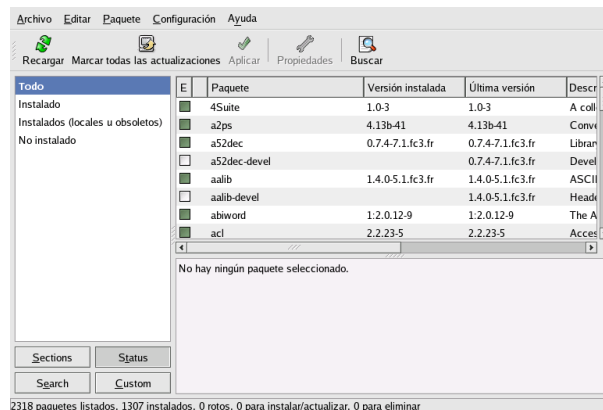 Archivo Editar Paquete Configuración Ayuda
Recargar Marcar todas las actualizaciones Aplicar Propiedades Buscar
Todo
Instalado
Instalados (locales u obsoletos)
No instalado
E Paquete Versión instalada Última versión Descr
4Suite 1.0-3 1.0-3 A coll
a2ps 4.13b-41 4.13b-41 Conve
a52dec 0.7.4-7.1.fc3.fr 0.7.4-7.1.fc3.fr Librar
a52dec-devel 0.7.4-7.1.fc3.fr Devel
aalib 1.4.0-5.1.fc3.fr 1.4.0-5.1.fc3.fr ASCII
aalib-devel 1.4.0-5.1.fc3.fr Heade
abiword 1:2.0.12-9 1:2.0.12-9 The A
acl 2.2.23-5 2.2.23-5 Acces
No hay ningún paquete seleccionado.
Sections Status
Search Custom
2318 paquetes listados, 1307 instalados, 0 rotos. 0 para instalar/actualizar, 0 para eliminar